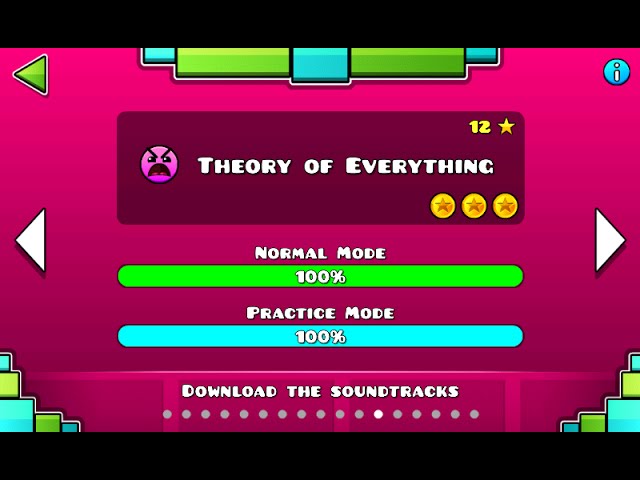 12
Theory of Everything
Normal Mode
100%
Practice Mode
100%
Download the soundtracks